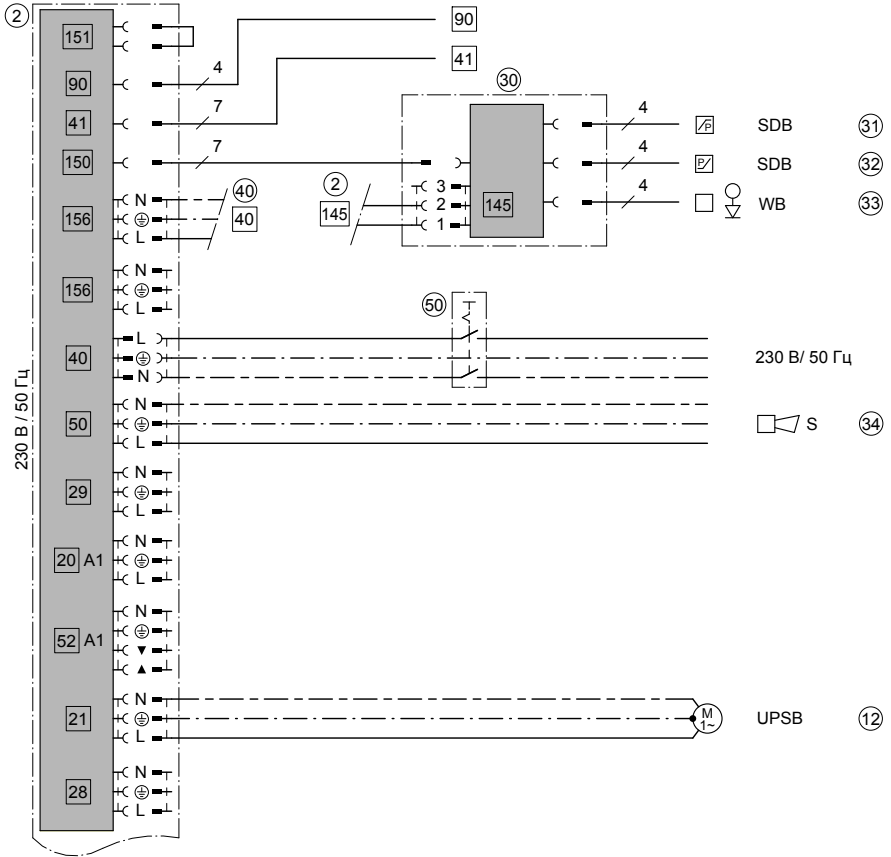 2
151
90
90
4
41
41
7
30
150
7
145
3
2
1
2
145
4
/P
SDB
31
4
P/
SDB
32
4
WB
33
156
N
L
40
40
156
N
L
40
L
N
50
230 В/ 50 Гц
50
N
L
S
34
230 В / 50 Гц
29
N
L
20 A1
N
L
52 A1
N
▼
▲
21
N
L
M
1~
UPSB
12
28
N
L